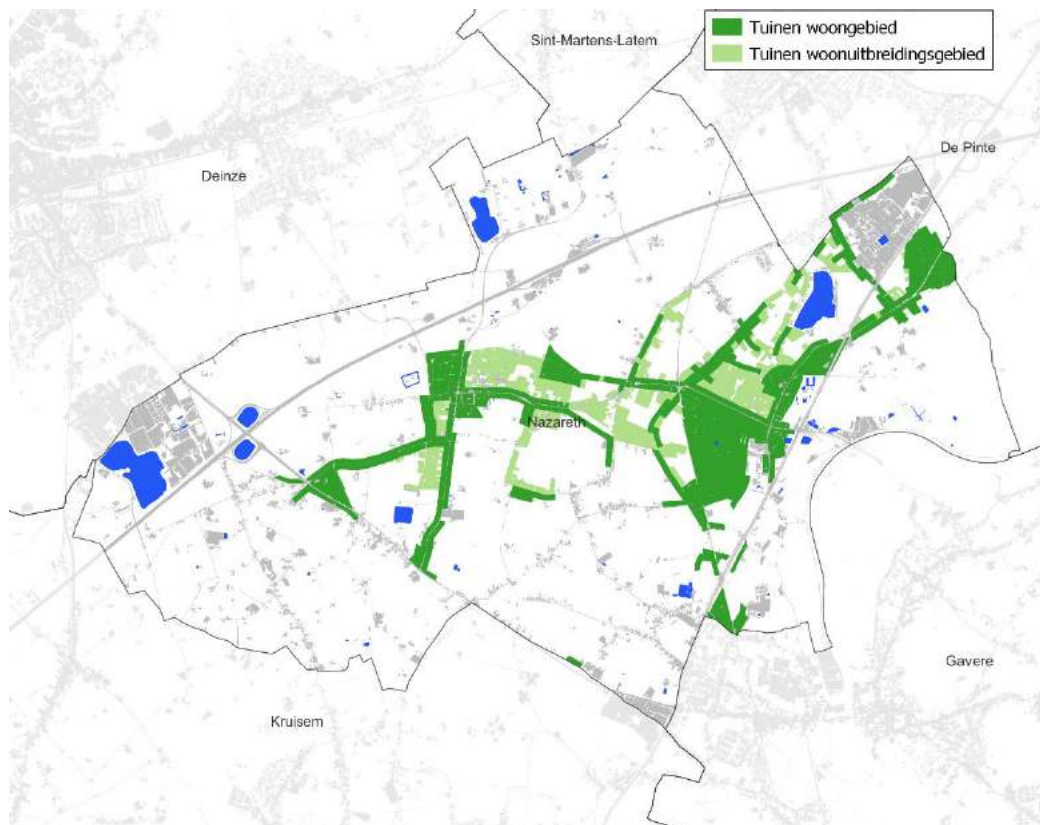 Tuinen woongebied
Tuinen woonuitbreidingsgebied
Sint-Martens-Latem
De Pinte
Deinze
Nazareth
Gavere
Kruisem